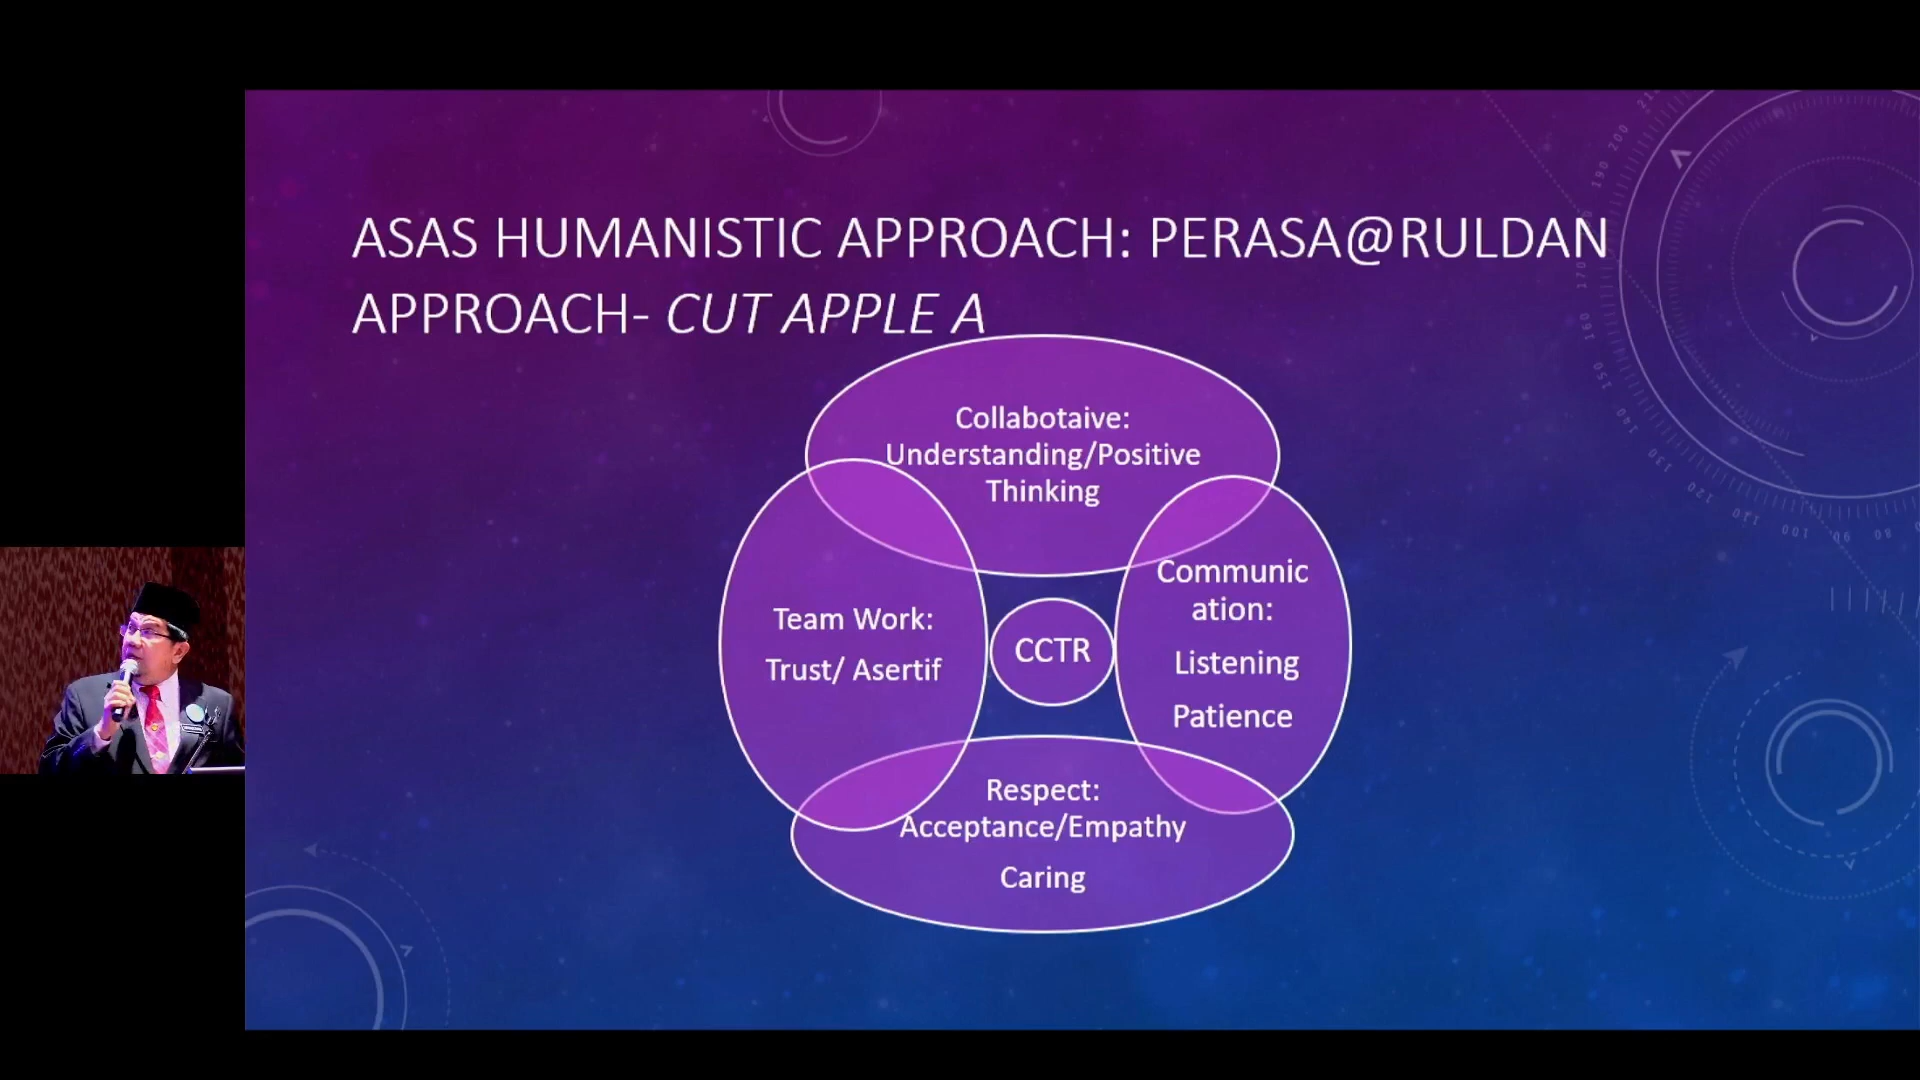 ASAS HUMANISTIC APPROACH: PERASA@RULDAN
APPROACH- CUT APPLE A
Collabotaive:
Understanding/Positive
Thinking
Communic
ation:
Listening
Patience
Team Work:
Trust/ Asertif
CCTR
Respect:
Acceptance/Empathy
Caring